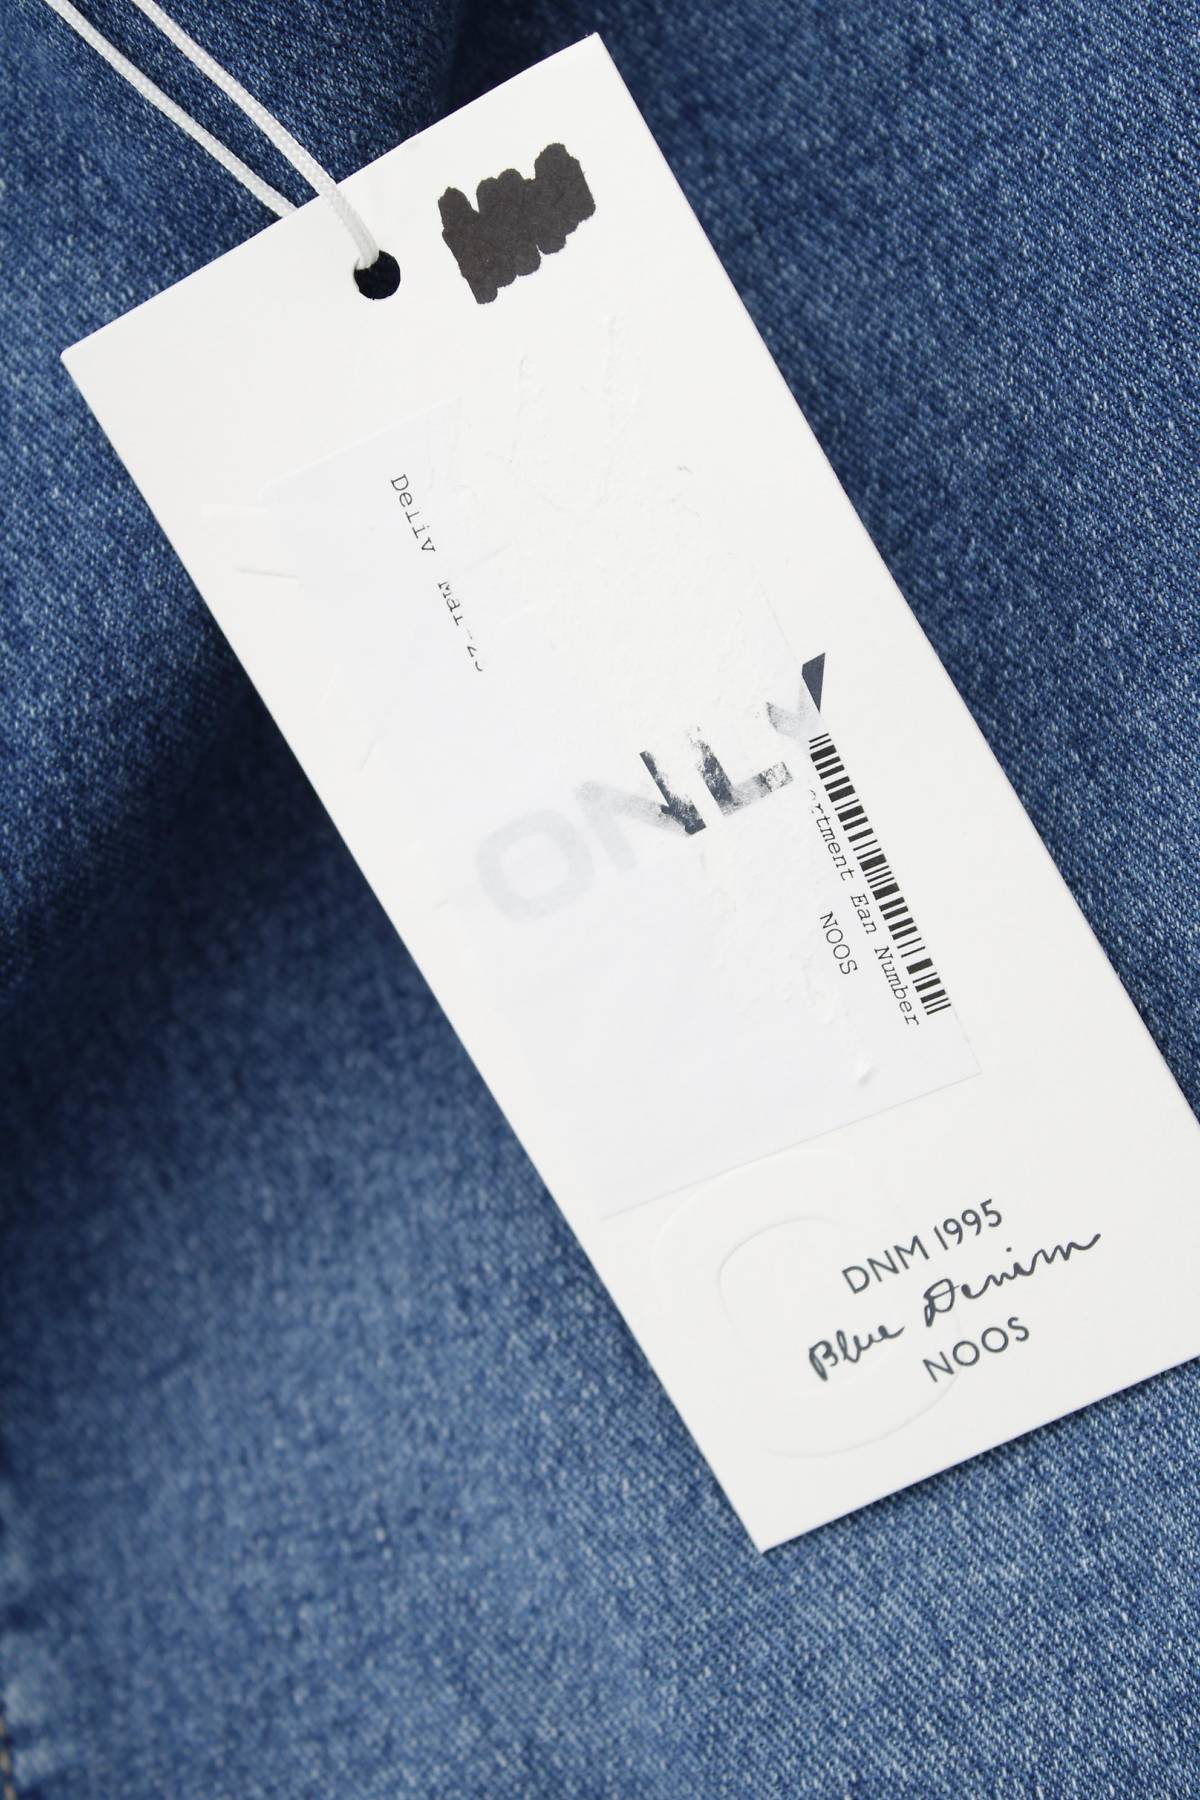 Deliv
ONLY
rtment Ean Number
NOOS
DNM 1995
Blue Denim
NOOS